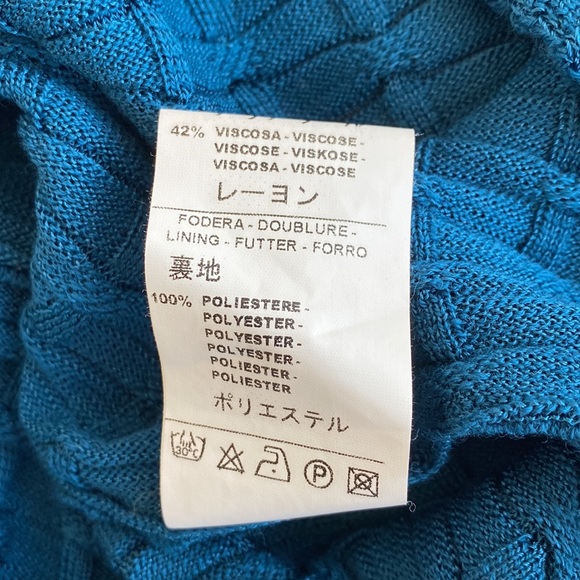 42% VISCOSA - VISCOSE -
VISCOSE - VISKOSE -
VISCOSA - VISCOSE
レーヨン
FODERA - DOUBLURE -
LINING - FUTTER - FORRO
裏地
100% POLIESTERE -
POLYESTER -
POLYESTER -
POLYESTER -
POLIESTER -
POLIESTER
ポリエステル
30°C
P